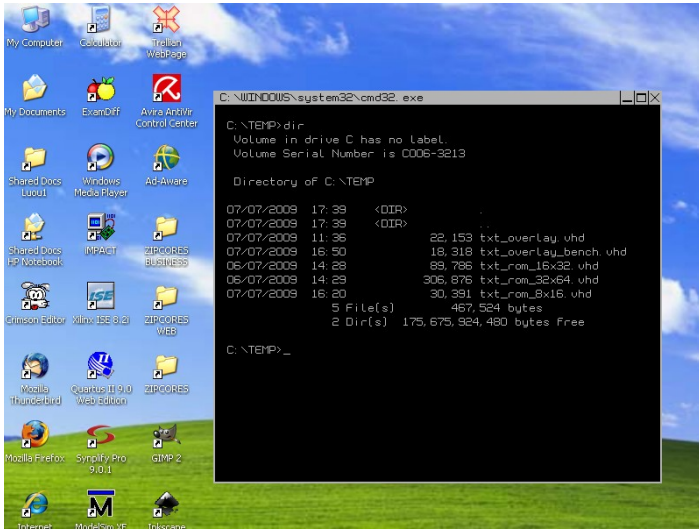 My Computer
Calculator
Trellian
WebPage
My Documents
ExamDiff
Avira AntiVir
Control Center
Shared Docs
Luou1
Windows
Media Player
Ad-Aware
Shared Docs
HP Notebook
iMPACT
ZIPCORES
BUSINESS
Crimson Editor
ISE
Xilinx ISE 8.2i
ZIPCORES
WEB
Mozilla
Thunderbird
Quartus II 9.0
Web Edition
ZIPCORES
Mozilla Firefox
Synplify Pro
9.0.1
GIMP 2
Internet
ModelSim XE
Inkscape
C:\WINDOWS\system32\cmd32.exe
C:\TEMP>dir
Volume in drive C has no label.
Volume Serial Number is C006-3213
Directory of C:\TEMP
07/07/2009 17:39 <DIR> .
07/07/2009 17:39 <DIR> ..
07/07/2009 11:36 22,153 txt_overlay.vhd
07/07/2009 16:50 18,318 txt_overlay_bench.vhd
06/07/2009 14:28 89,786 txt_rom_16x32.vhd
06/07/2009 14:29 306,876 txt_rom_32x64.vhd
07/07/2009 16:20 30,391 txt_rom_8x16.vhd
5 File(s) 467,524 bytes
2 Dir(s) 175,675,924,480 bytes free
C:\TEMP>_